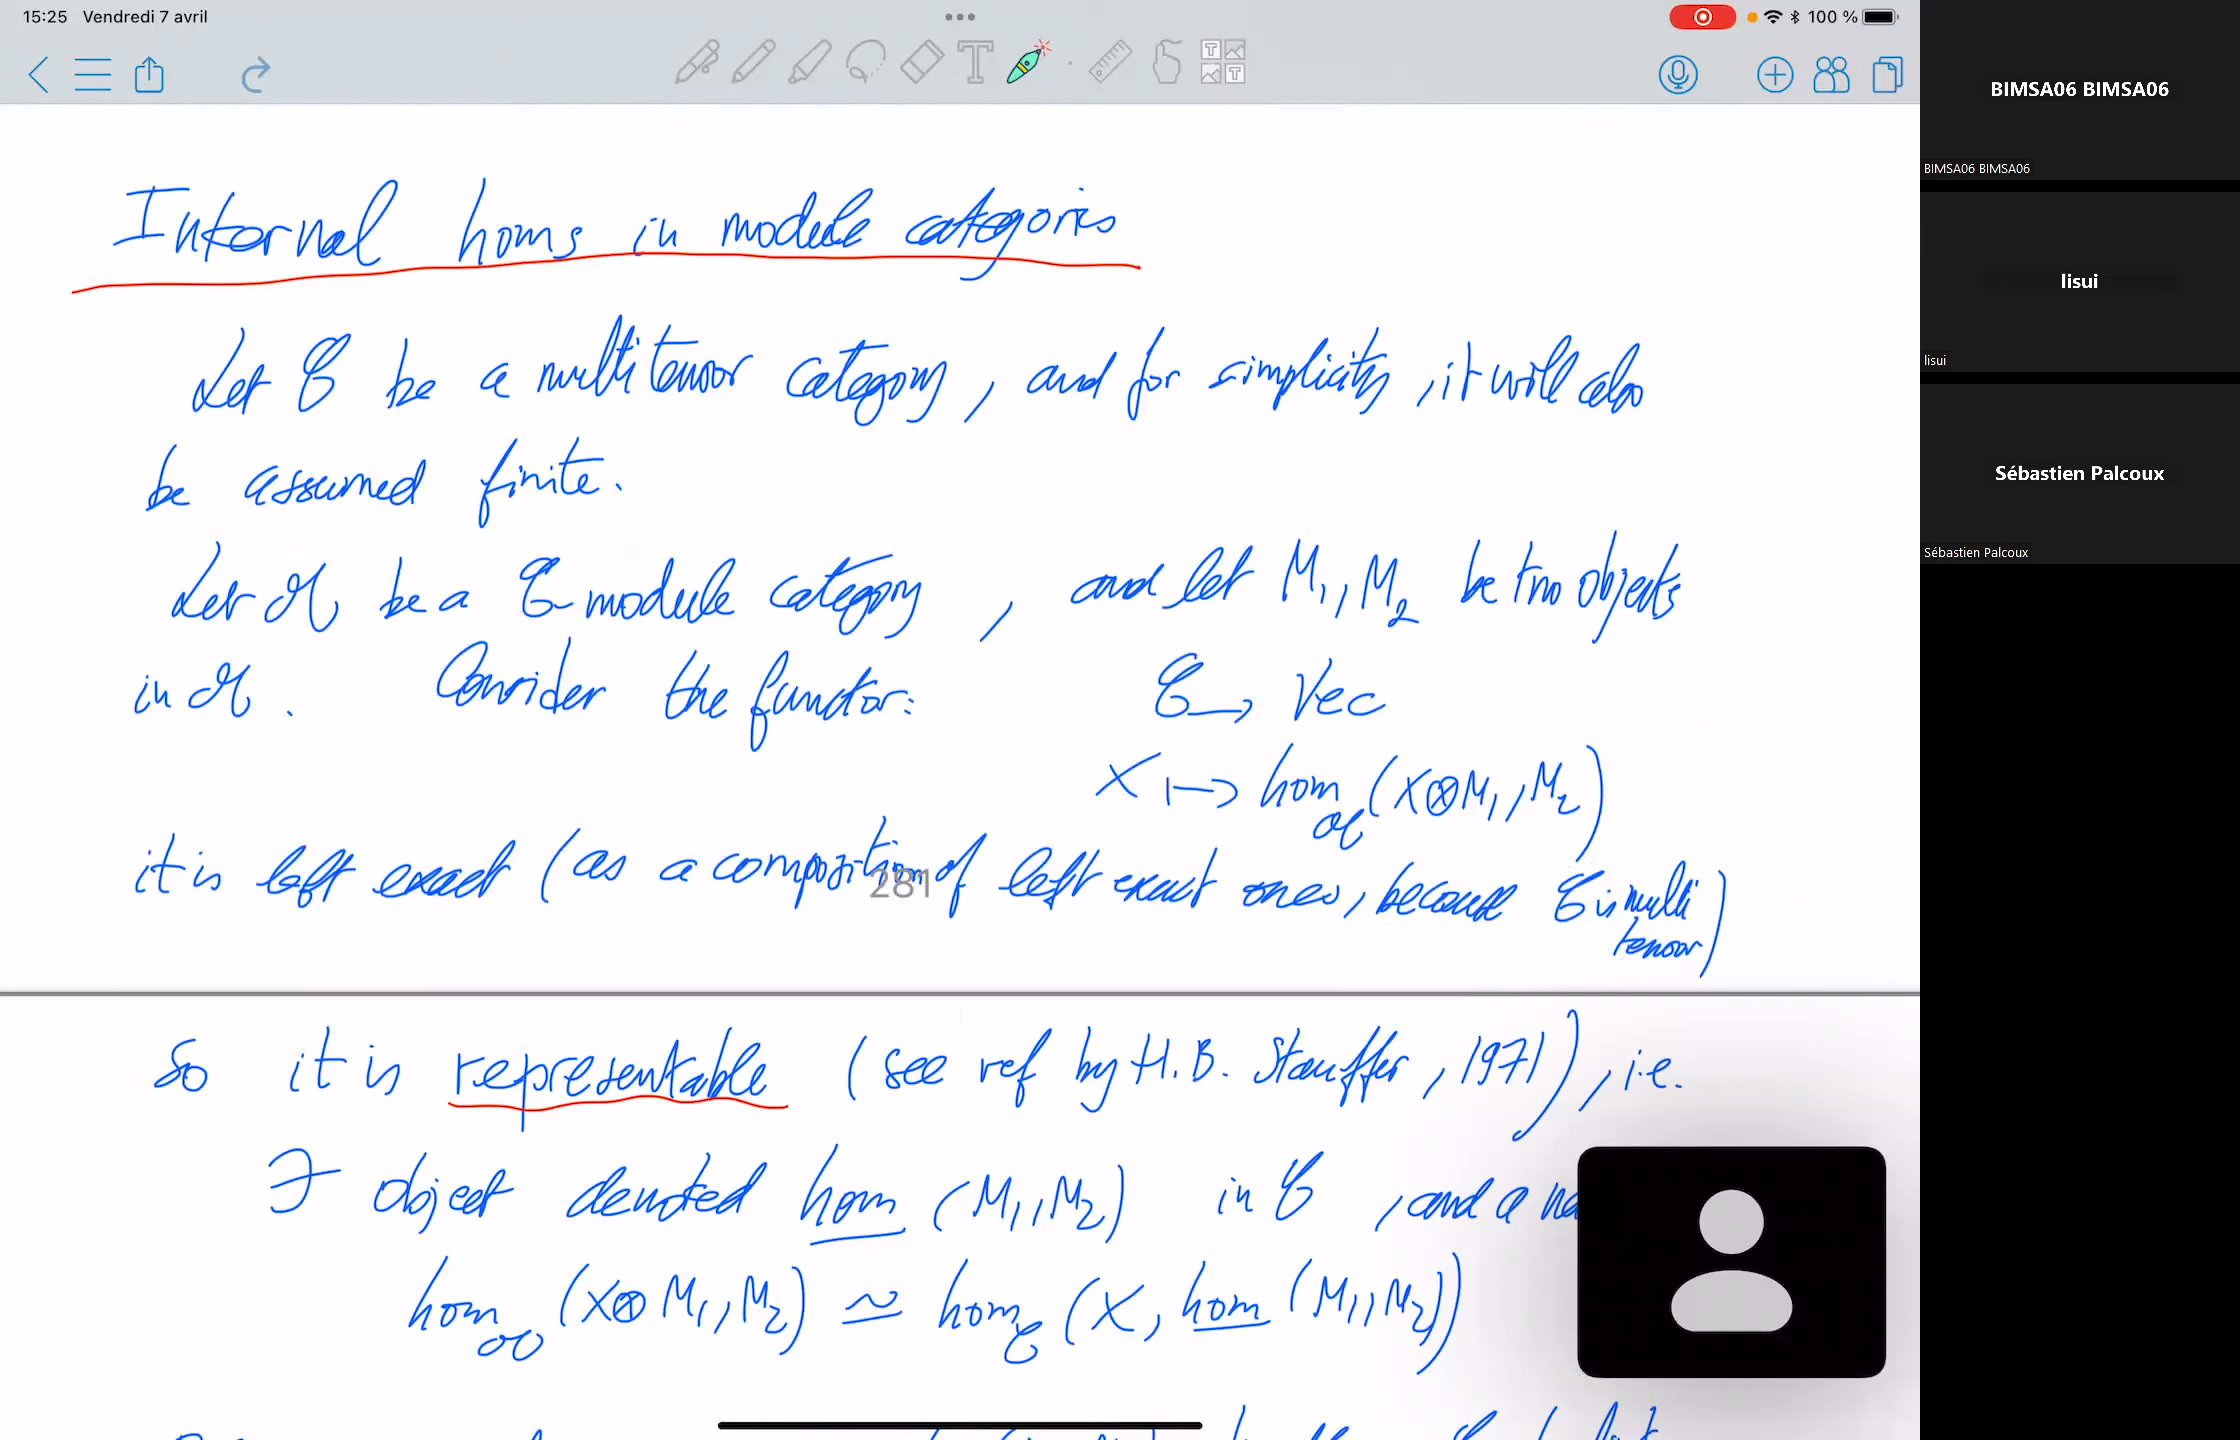 15:25 Vendredi 7 avril
100 %
Internal homs in module categories
Let C be a multitensor category, and for simplicity, it will also
be assumed finite.
Let M be a C-module category, and let M₁, M₂ be two objects
in M. Consider the functor: C → Vec
X ↦ hom_M (X⊗M₁, M₂)
it is left exact (as a composition of left exact ones, because C is multi
tensor)
281
So it is representable (see ref by H.B. Stauffer, 1971), i.e.
∃ object denoted hom (M₁, M₂) in C, and a
hom_M (X⊗M₁, M₂) ≃ hom_C (X, hom (M₁, M₂))
BIMSA06 BIMSA06
BIMSA06 BIMSA06
lisui
lisui
Sébastien Palcoux
Sébastien Palcoux